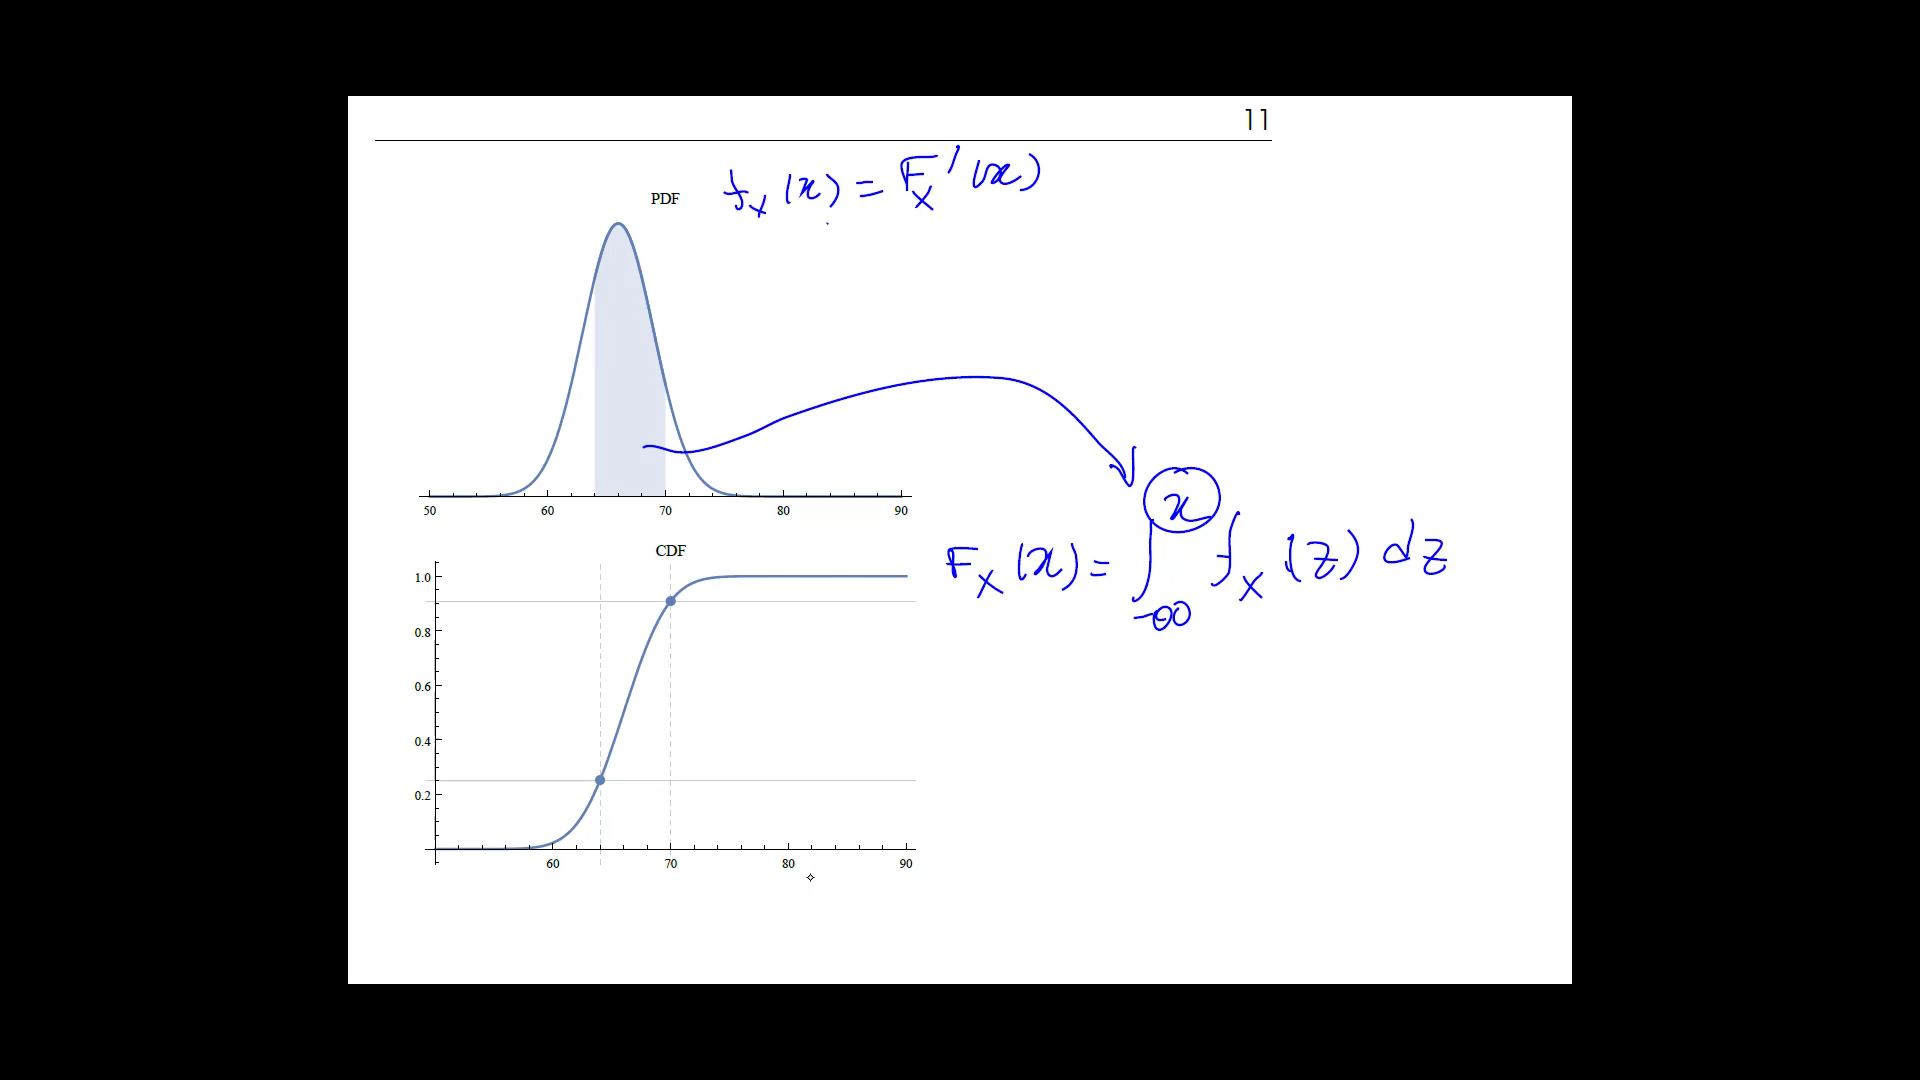 11
PDF
f_X (x) = F_X'(x)
50 60 70 80 90
CDF
x
F_X (x) = ∫ f_X (z) dz
-∞
1.0
0.8
0.6
0.4
0.2
60 70 80 90